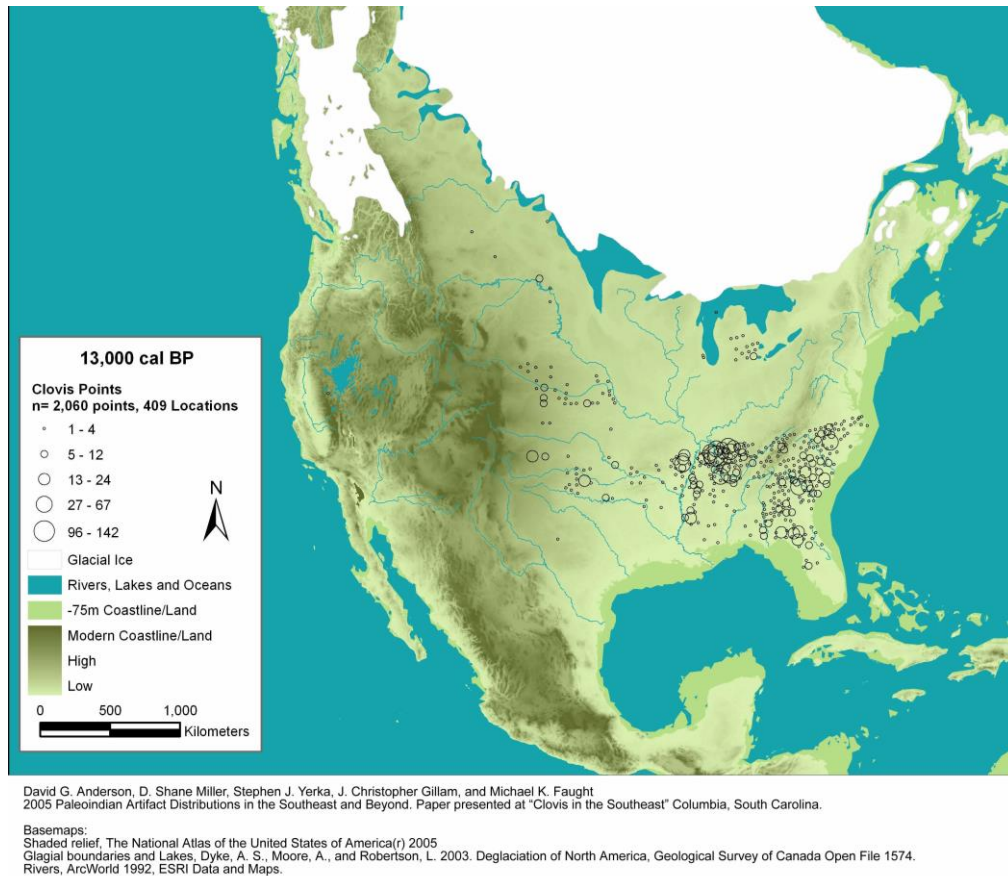 13,000 cal BP
Clovis Points
n= 2,060 points, 409 Locations
1 - 4
5 - 12
13 - 24
27 - 67
96 - 142
N
Glacial Ice
Rivers, Lakes and Oceans
-75m Coastline/Land
Modern Coastline/Land
High
Low
0 500 1,000
Kilometers
David G. Anderson, D. Shane Miller, Stephen J. Yerka, J. Christopher Gillam, and Michael K. Faught
2005 Paleoindian Artifact Distributions in the Southeast and Beyond. Paper presented at “Clovis in the Southeast” Columbia, South Carolina.
Basemaps:
Shaded relief, The National Atlas of the United States of America(r) 2005
Glagial boundaries and Lakes, Dyke, A. S., Moore, A., and Robertson, L. 2003. Deglaciation of North America, Geological Survey of Canada Open File 1574.
Rivers, ArcWorld 1992, ESRI Data and Maps.